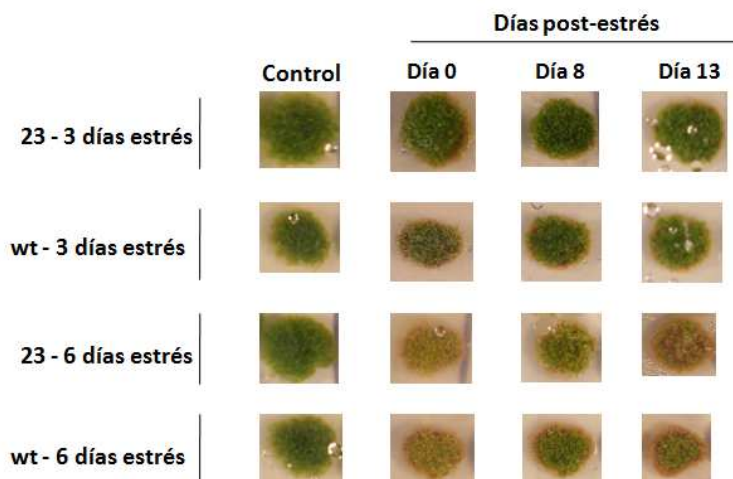 Días post-estrés
Control Día 0 Día 8 Día 13
23 - 3 días estrés
wt - 3 días estrés
23 - 6 días estrés
wt - 6 días estrés